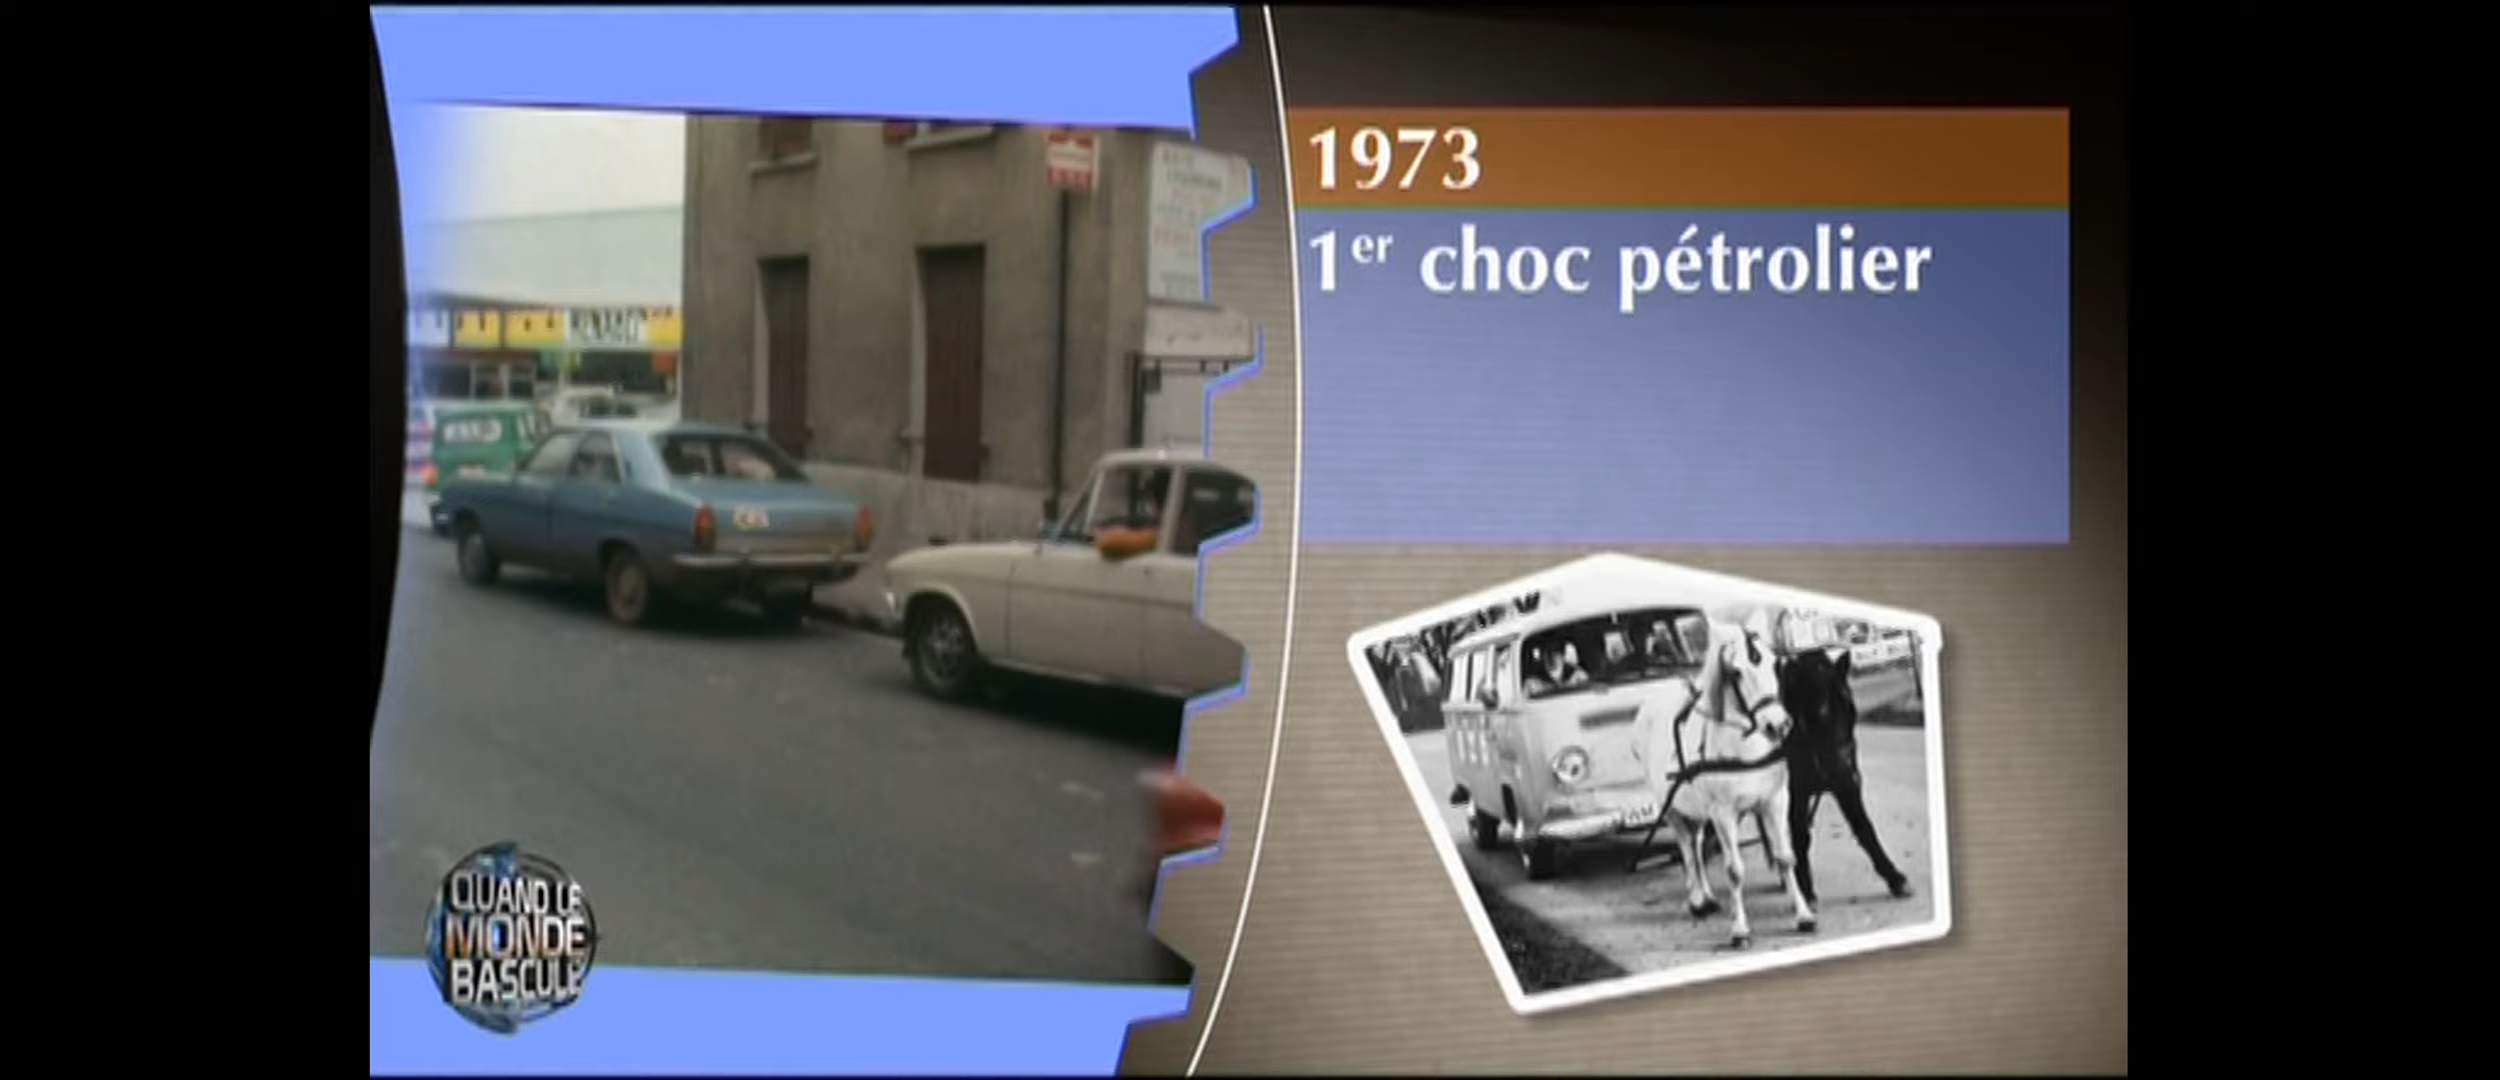 1973
1er choc pétrolier
QUAND LE
MONDE
BASCULE